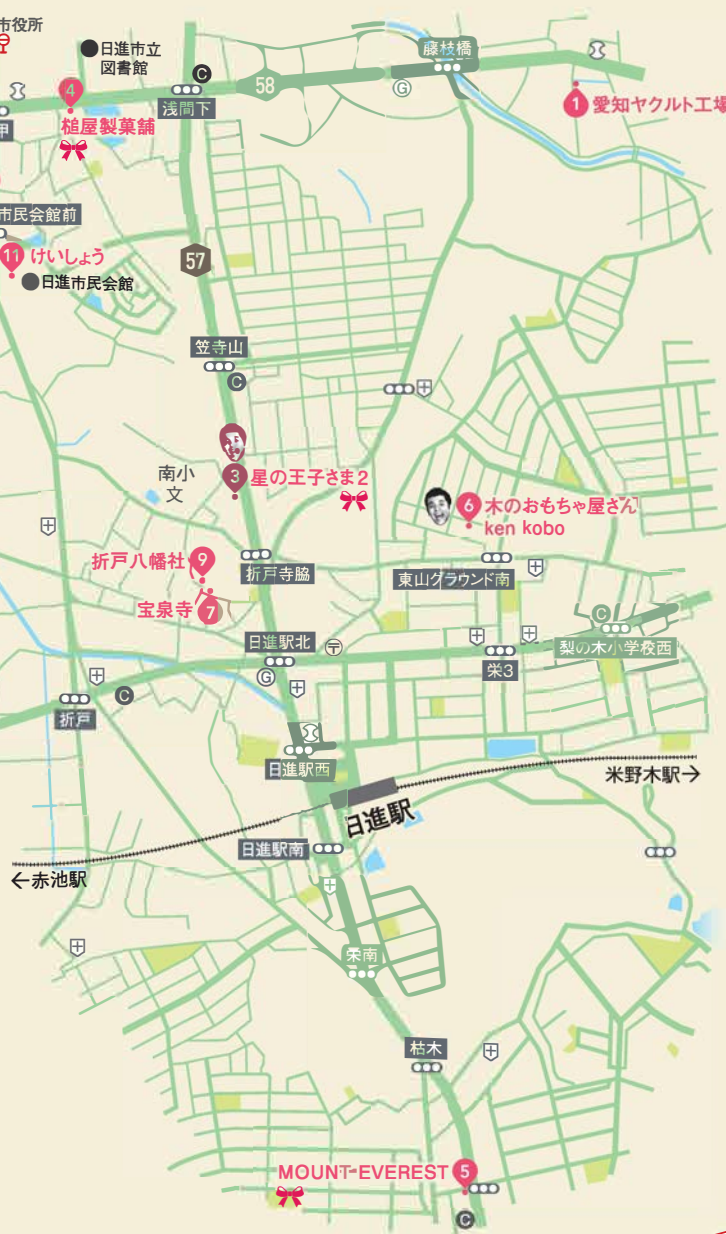 市役所
日進市立
図書館
C
藤枝橋
58
G
4
浅間下
1 愛知ヤクルト工場
槌屋製菓舗
甲
市民会館前
11 けいしょう
日進市民会館
57
笠寺山
C
南小
文
3 星の王子さま2
6 木のおもちゃ屋さん
ken kobo
折戸八幡社 9
折戸寺脇
東山グラウンド南
宝泉寺 7
C
日進駅北
〒
梨の木小学校西
栄3
G
C
折戸
日進駅西
米野木駅→
日進駅
日進駅南
←赤池駅
栄南
枯木
MOUNT EVEREST 5
C